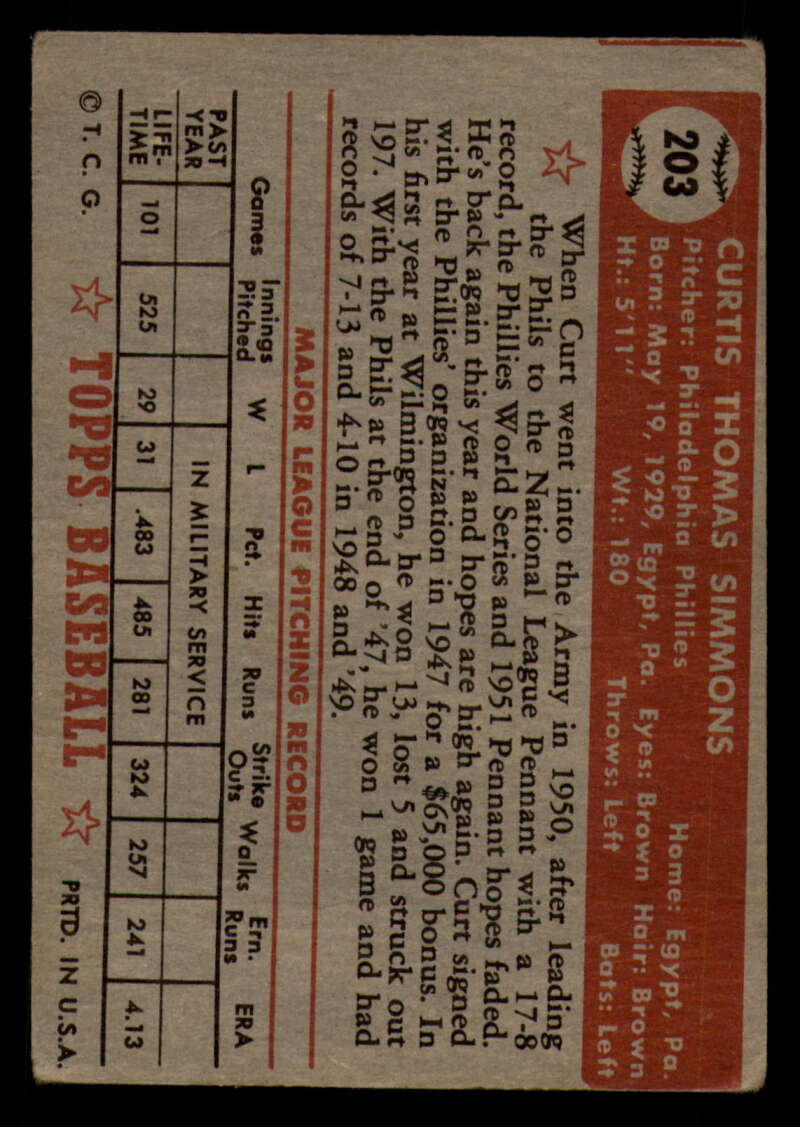 203
CURTIS THOMAS SIMMONS
Pitcher: Philadelphia Phillies Home: Egypt, Pa.
Born: May 19, 1929, Egypt, Pa. Eyes: Brown Hair: Brown
Ht.: 5'11" Wt.: 180 Throws: Left Bats: Left
When Curt went into the Army in 1950, after leading
the Phils to the National League Pennant with a 17-8
record, the Phillies World Series and 1951 Pennant hopes faded.
He's back again this year and hopes are high again. Curt signed
with the Phillies' organization in 1947 for a $65,000 bonus. In
his first year at Wilmington, he won 13, lost 5 and struck out
197. With the Phils at the end of '47, he won 1 game and had
records of 7-13 and 4-10 in 1948 and '49.
MAJOR LEAGUE PITCHING RECORD
Games Innings Pitched W L Pct. Hits Runs Strike Outs Walks Ern. Runs ERA
PAST YEAR IN MILITARY SERVICE
LIFE-TIME 101 525 29 31 .483 485 281 324 257 241 4.13
© T. C. G. TOPPS BASEBALL PRTD. IN U.S.A.